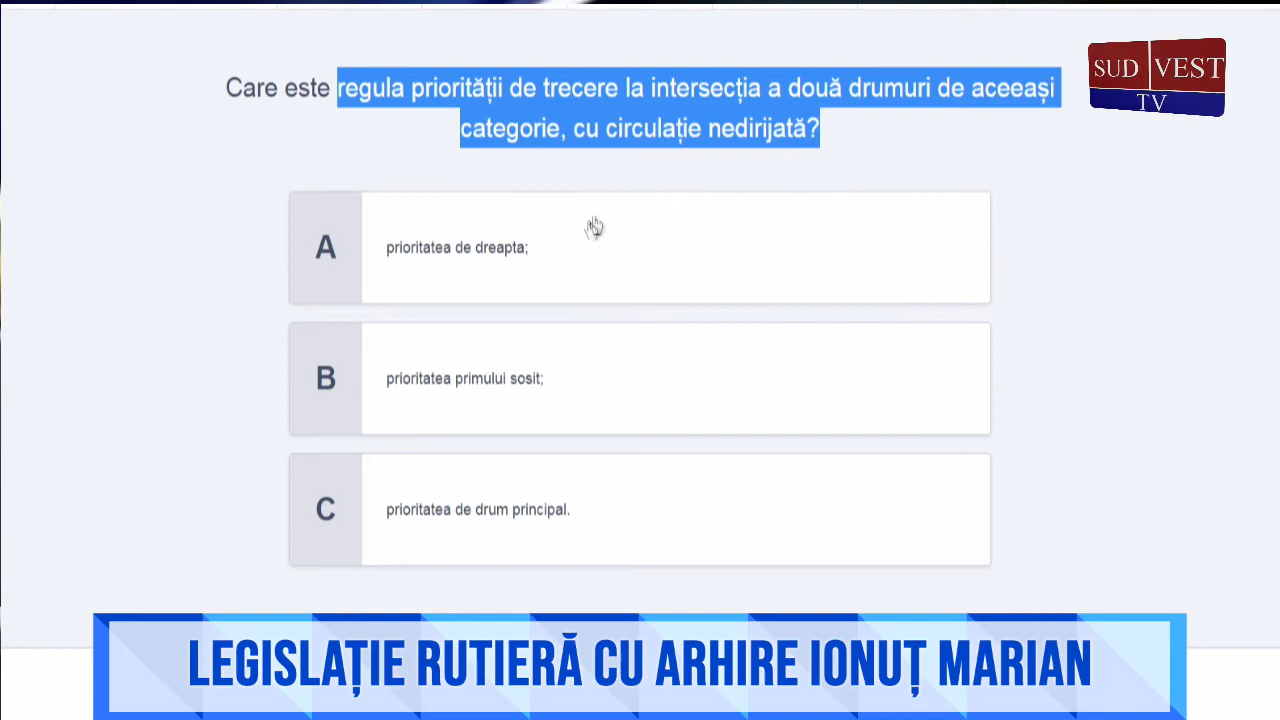 Care este regula priorității de trecere la intersecția a două drumuri de aceeași
categorie, cu circulație nedirijată?
SUD VEST
TV
A
prioritatea de dreapta;
B
prioritatea primului sosit;
C
prioritatea de drum principal.
LEGISLAȚIE RUTIERĂ CU ARHIRE IONUȚ MARIAN